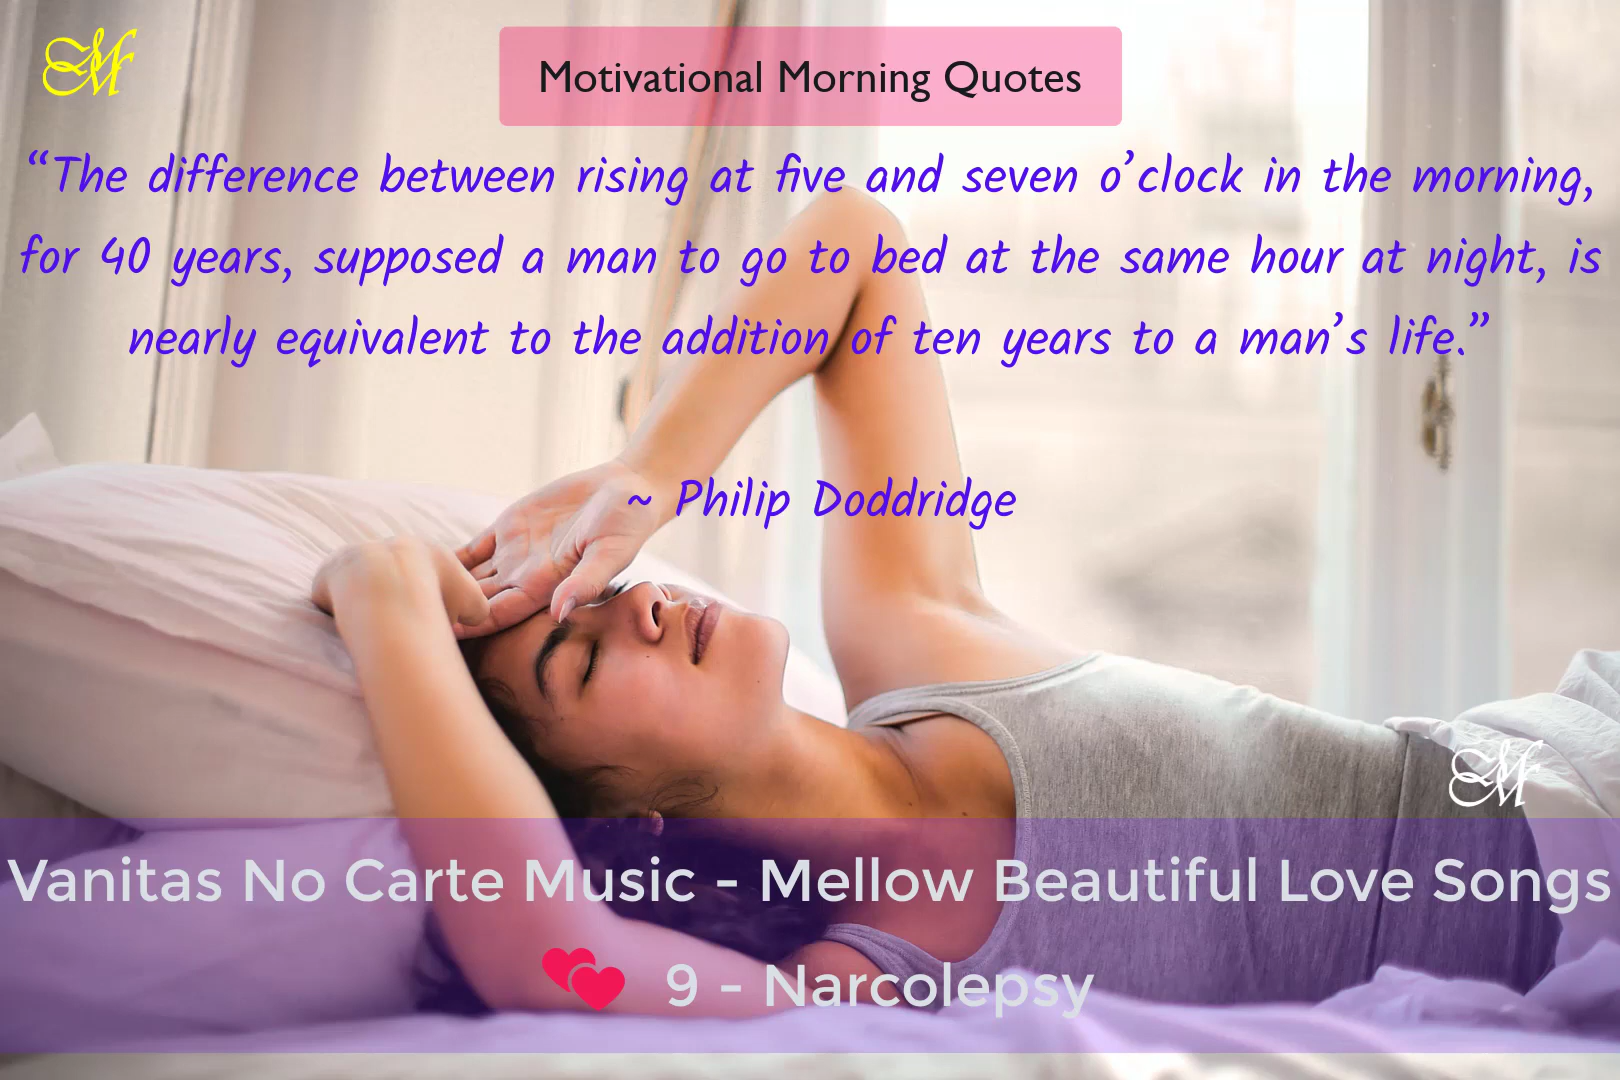 M
Motivational Morning Quotes
“The difference between rising at five and seven o’clock in the morning,
for 40 years, supposed a man to go to bed at the same hour at night, is
nearly equivalent to the addition of ten years to a man’s life.”
~ Philip Doddridge
M
Vanitas No Carte Music - Mellow Beautiful Love Songs
9 - Narcolepsy